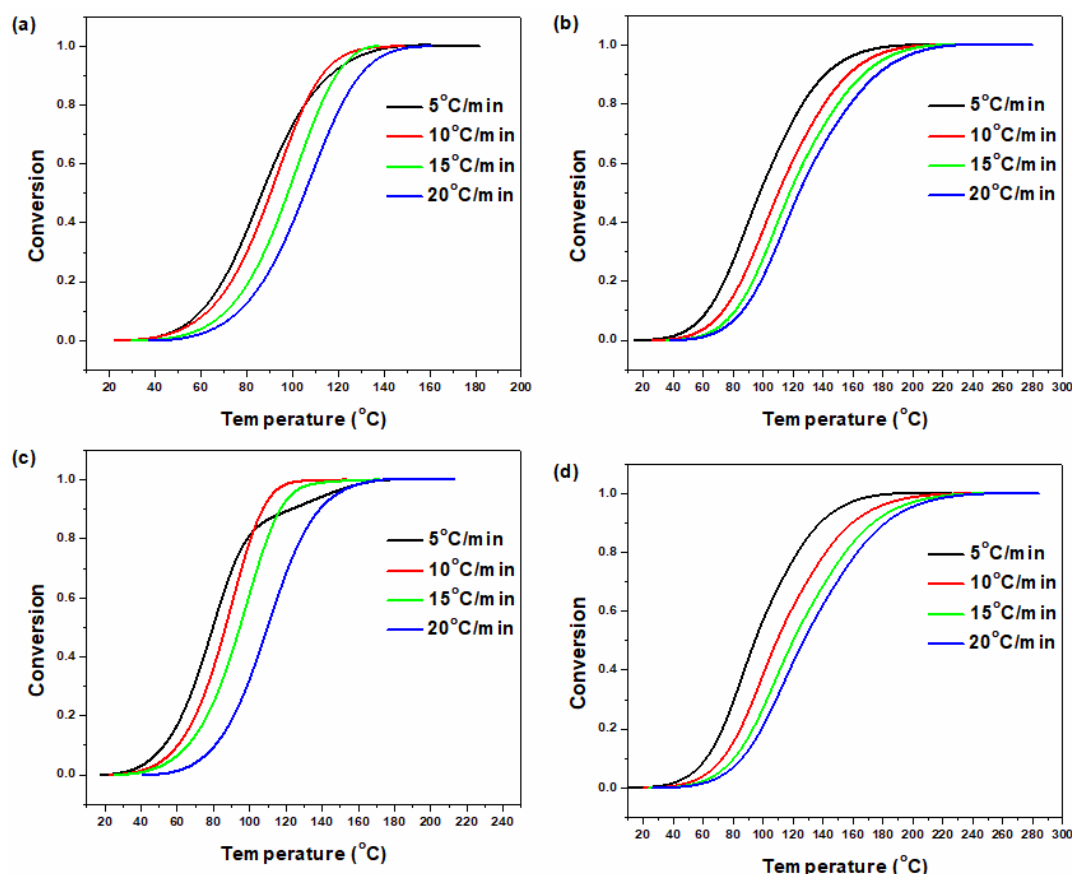 (a)
1.0
0.8
0.6
0.4
0.2
0.0
Conversion
20 40 60 80 100 120 140 160 180 200
Tem perature (°C)
5°C/min
10°C/min
15°C/min
20°C/min
(b)
1.0
0.8
0.6
0.4
0.2
0.0
Conversion
20 40 60 80 100 120 140 160 180 200 220 240 260 280 300
Tem perature (°C)
5°C/min
10°C/min
15°C/min
20°C/min
(c)
1.0
0.8
0.6
0.4
0.2
0.0
Conversion
20 40 60 80 100 120 140 160 180 200 220 240
Tem perature (°C)
5°C/min
10°C/min
15°C/min
20°C/min
(d)
1.0
0.8
0.6
0.4
0.2
0.0
Conversion
20 40 60 80 100 120 140 160 180 200 220 240 260 280 300
Tem perature (°C)
5°C/min
10°C/min
15°C/min
20°C/min